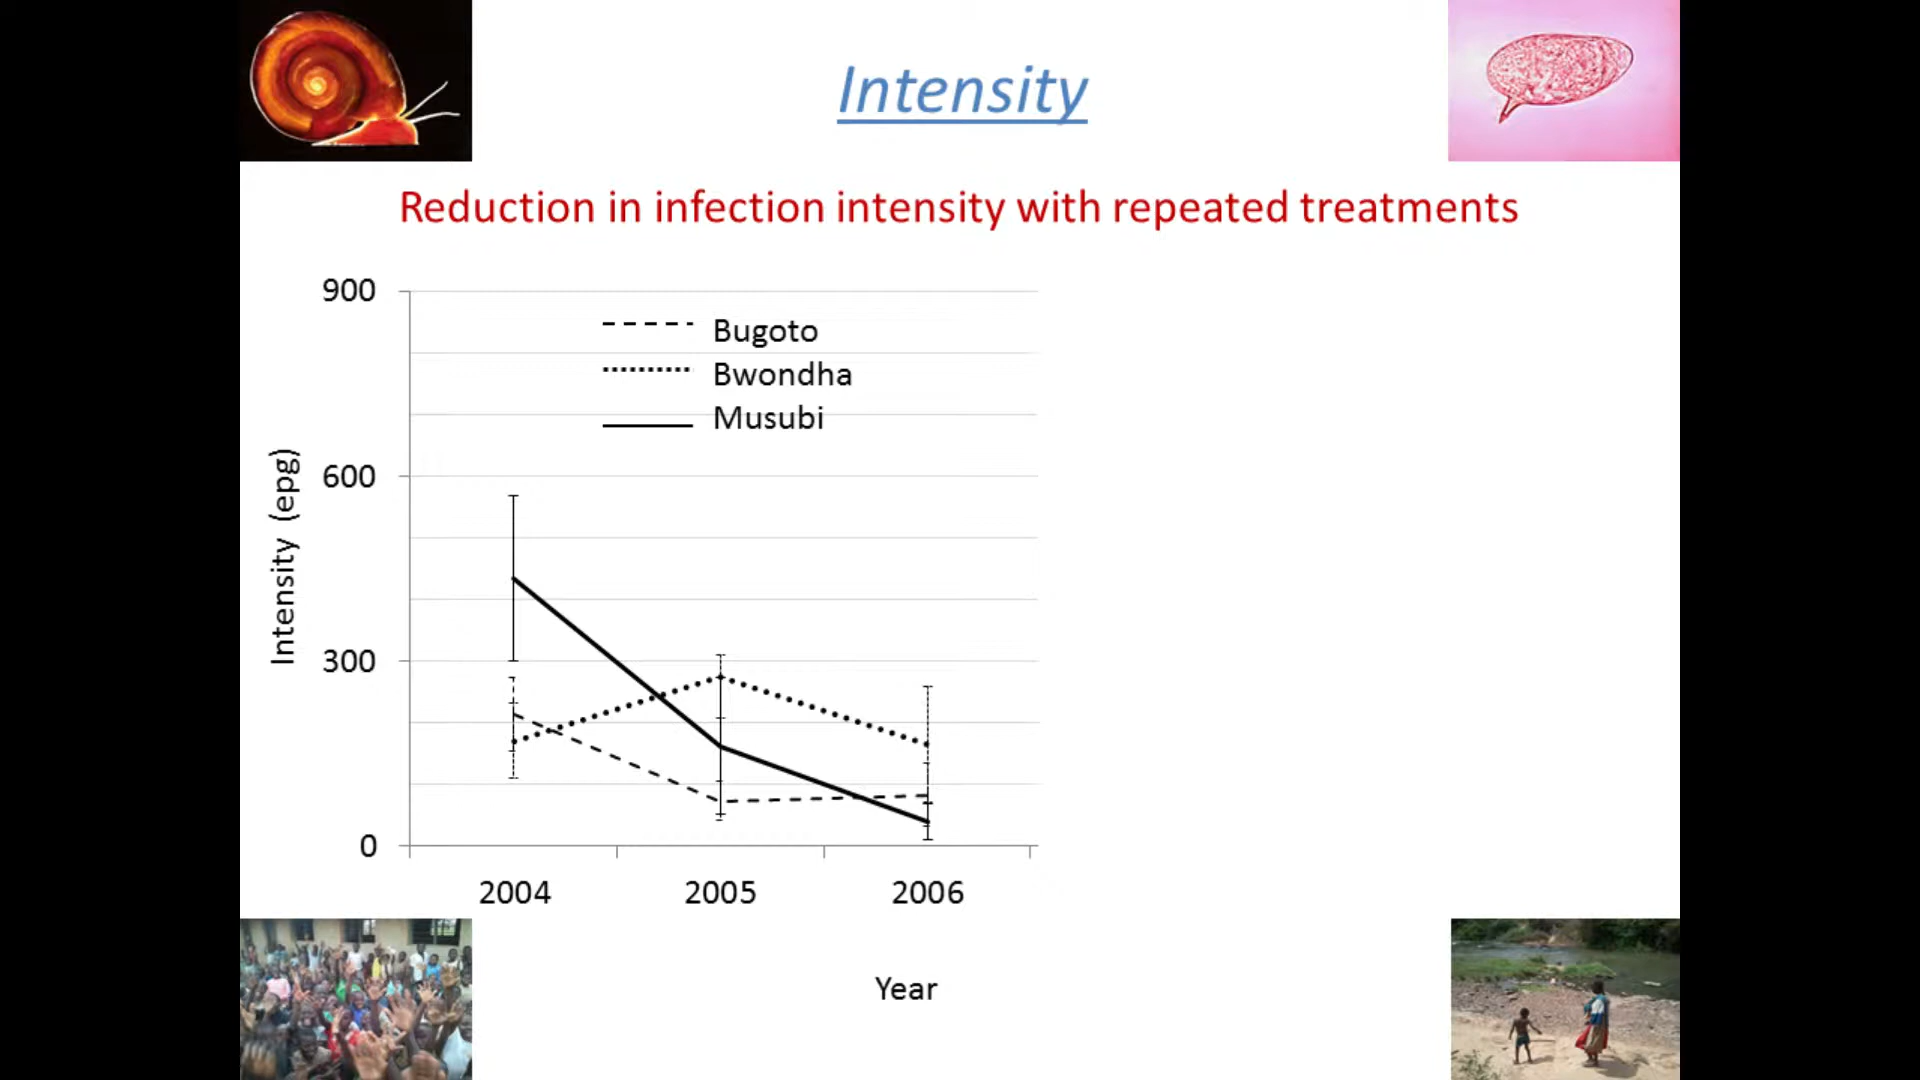 Intensity
Reduction in infection intensity with repeated treatments
900
Bugoto
Bwondha
Musubi
Intensity (epg)
600
300
0
2004 2005 2006
Year